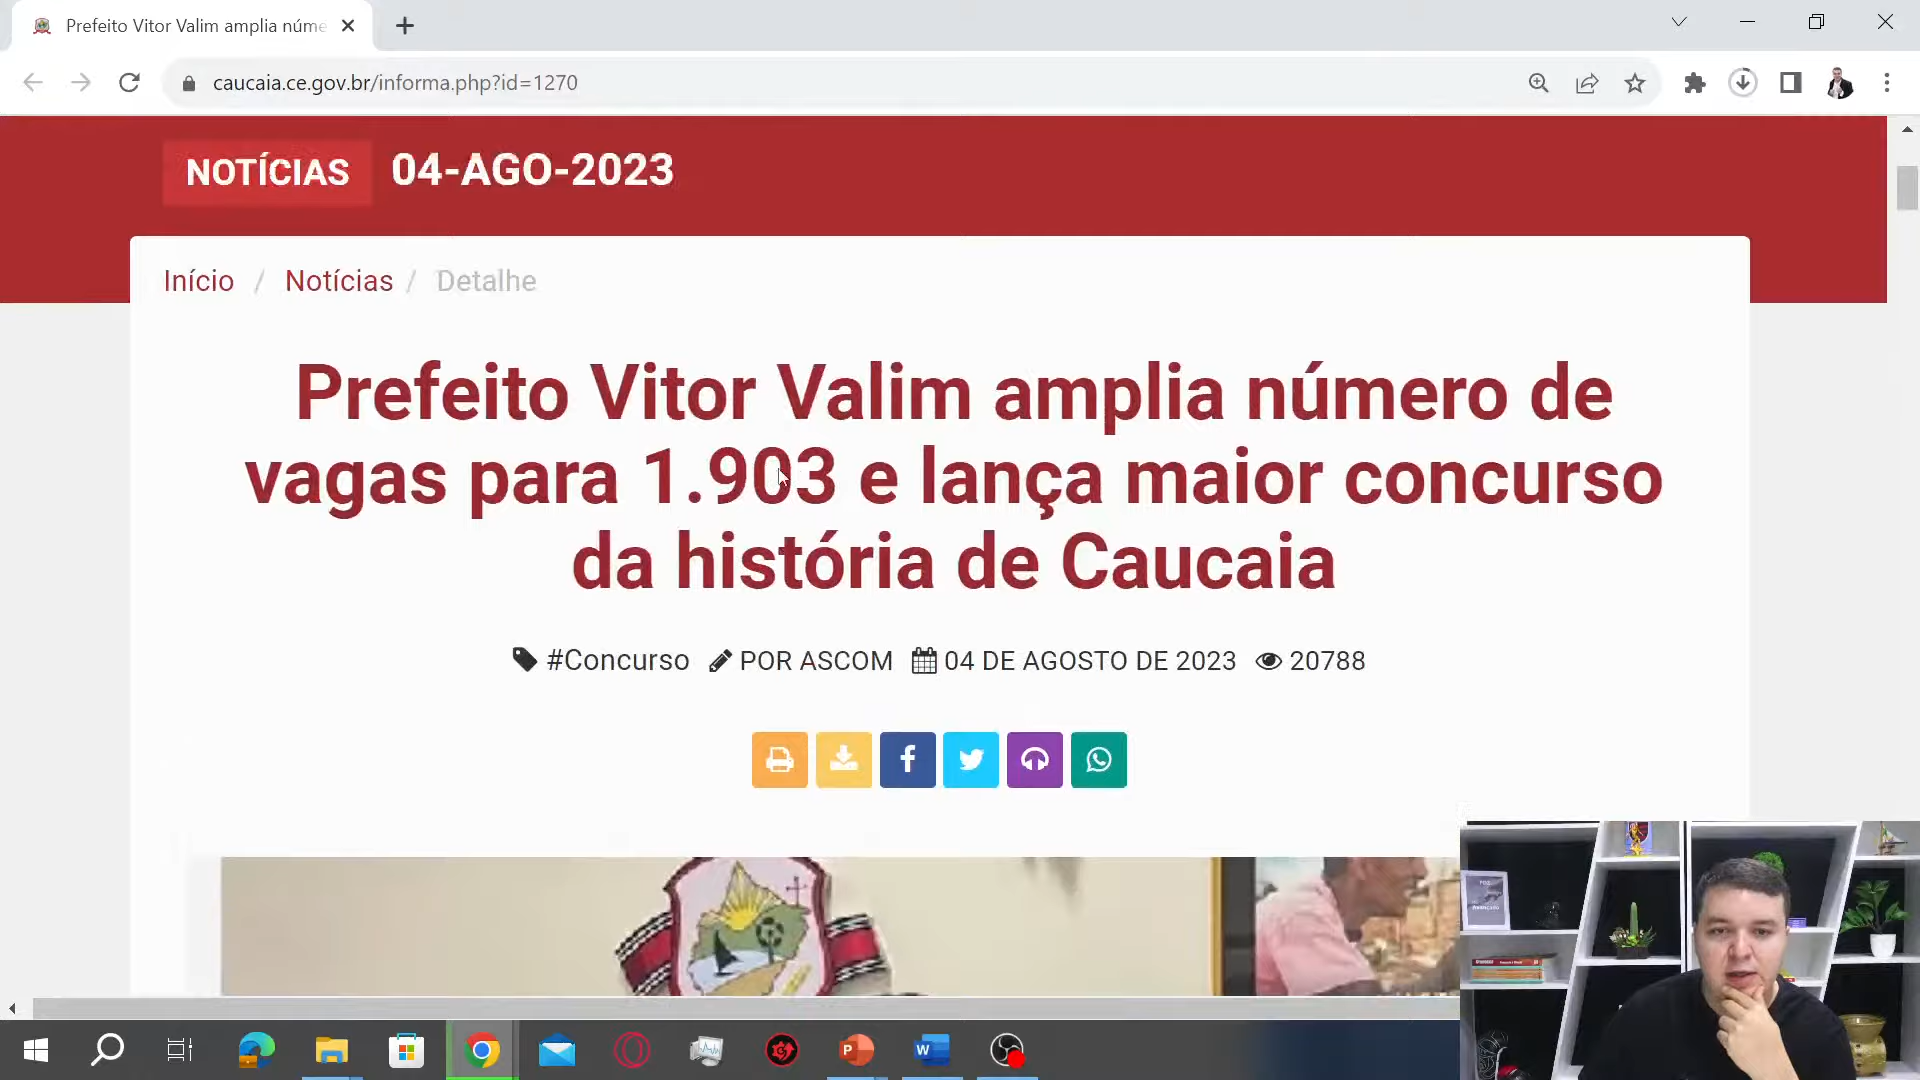 Prefeito Vitor Valim amplia núme
caucaia.ce.gov.br/informa.php?id=1270
NOTÍCIAS 04-AGO-2023
Início / Notícias / Detalhe
Prefeito Vitor Valim amplia número de
vagas para 1.903 e lança maior concurso
da história de Caucaia
#Concurso POR ASCOM 04 DE AGOSTO DE 2023 20788